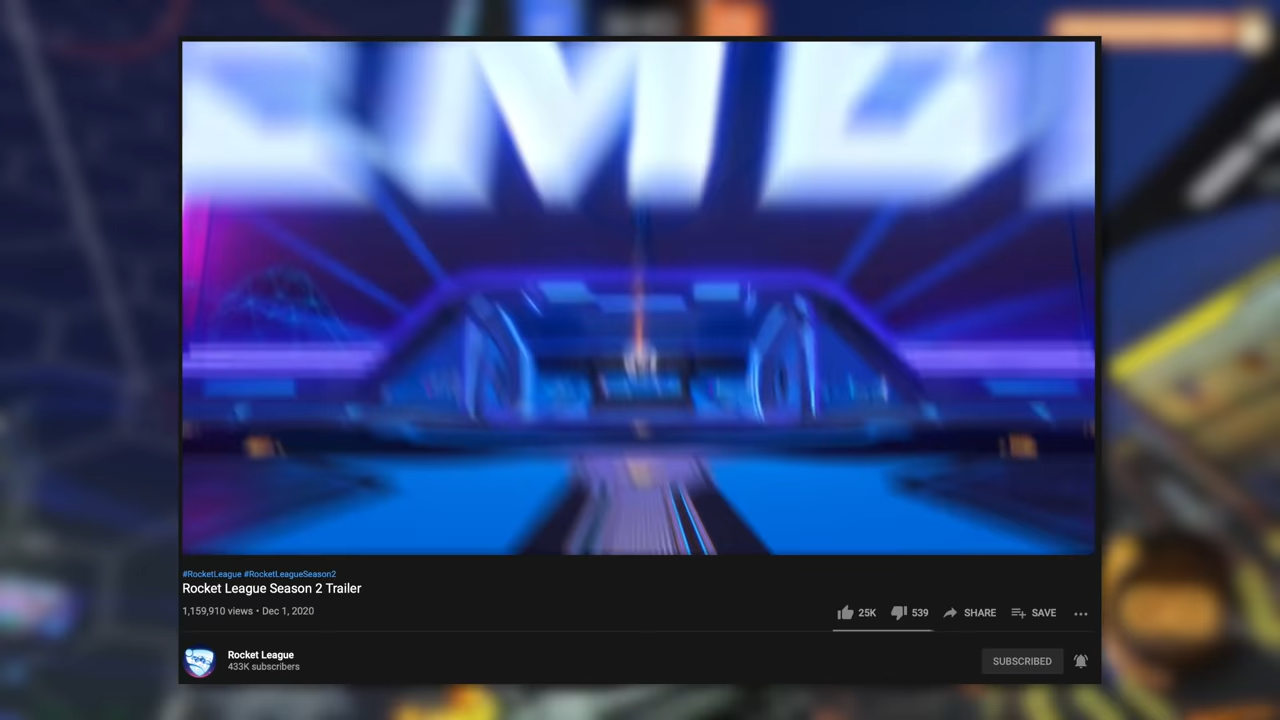 #RocketLeague #RocketLeagueSeason2
Rocket League Season 2 Trailer
1,159,910 views • Dec 1, 2020
25K 539 SHARE SAVE
Rocket League
433K subscribers
SUBSCRIBED